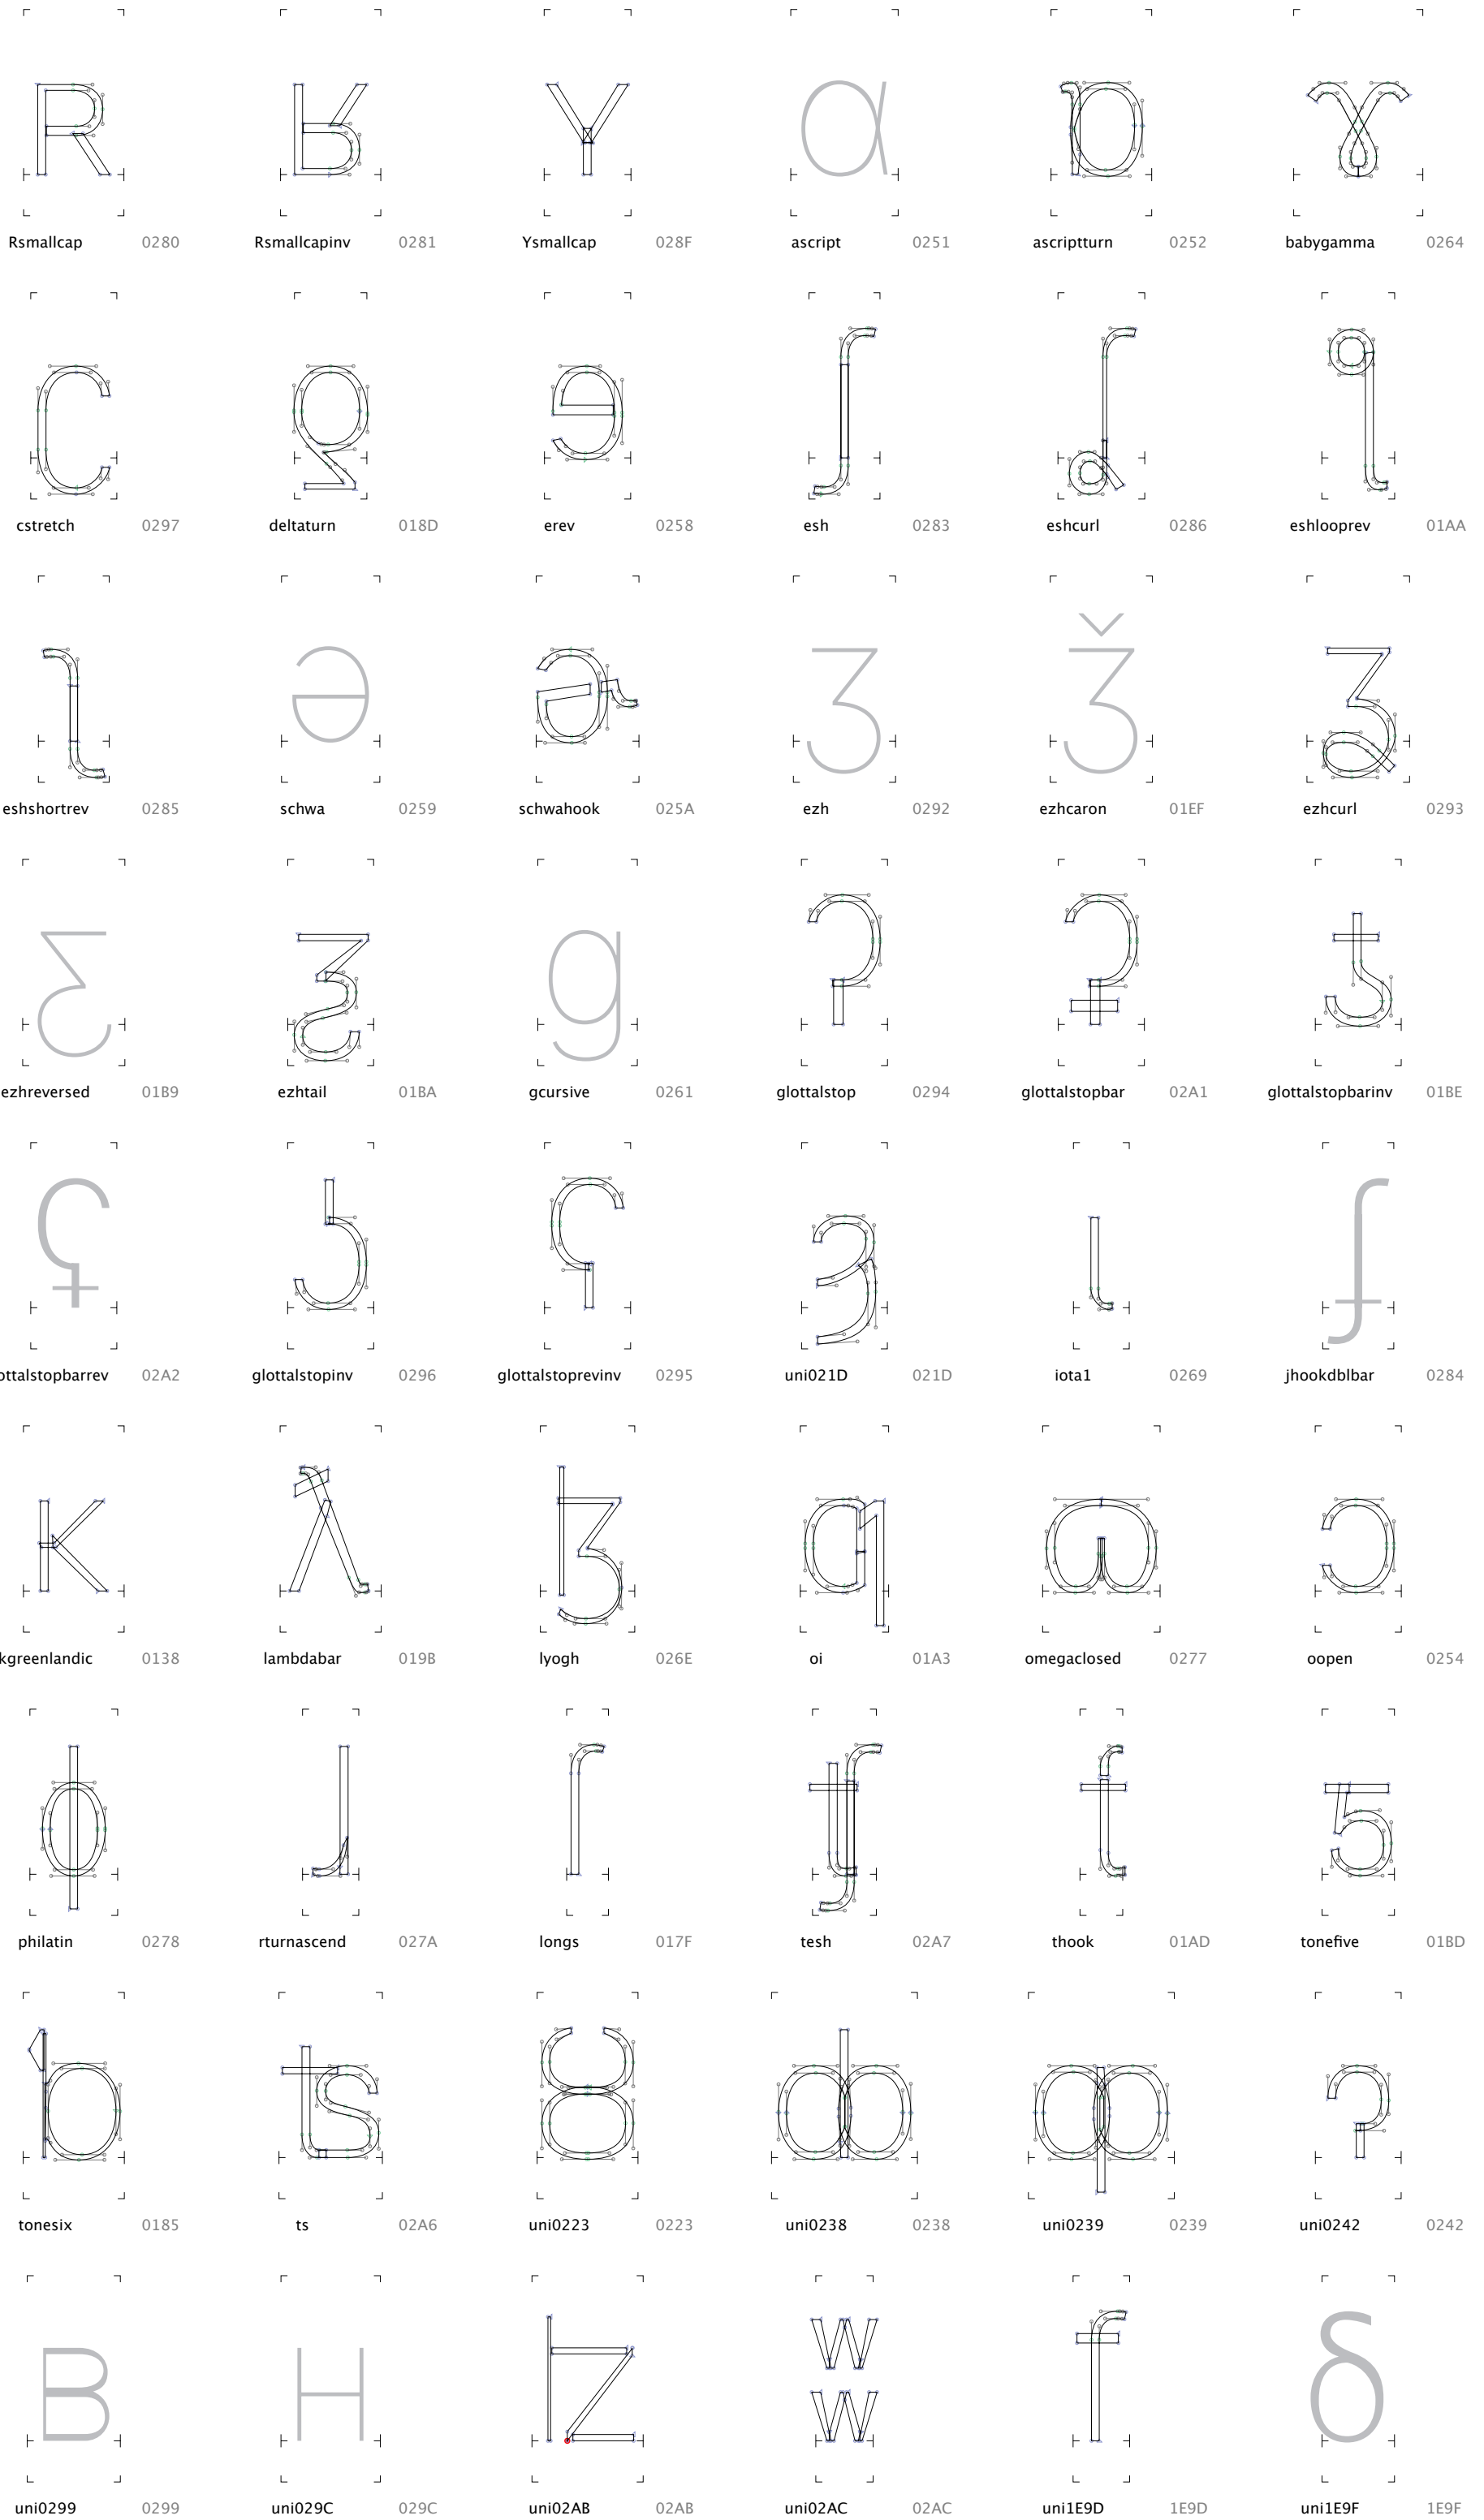 Rsmallcap 0280 Rsmallcapinv 0281 Ysmallcap 028F ascript 0251 ascriptturn 0252 babygamma 0264
cstretch 0297 deltaturn 018D erev 0258 esh 0283 eshcurl 0286 eshlooprev 01AA
eshshortrev 0285 schwa 0259 schwahook 025A ezh 0292 ezhcaron 01EF ezhcurl 0293
ezhreversed 01B9 ezhtail 01BA gcursive 0261 glottalstop 0294 glottalstopbar 02A1 glottalstopbarinv 01BE
ottalstopbarrev 02A2 glottalstopinv 0296 glottalstoprevinv 0295 uni021D 021D iota1 0269 jhookdblbar 0284
kgreenlandic 0138 lambdabar 019B lyogh 026E oi 01A3 omegaclosed 0277 oopen 0254
philatin 0278 rturnascend 027A longs 017F tesh 02A7 thook 01AD tonefive 01BD
tonesix 0185 ts 02A6 uni0223 0223 uni0238 0238 uni0239 0239 uni0242 0242
uni0299 0299 uni029C 029C uni02AB 02AB uni02AC 02AC uni1E9D 1E9D uni1E9F 1E9F